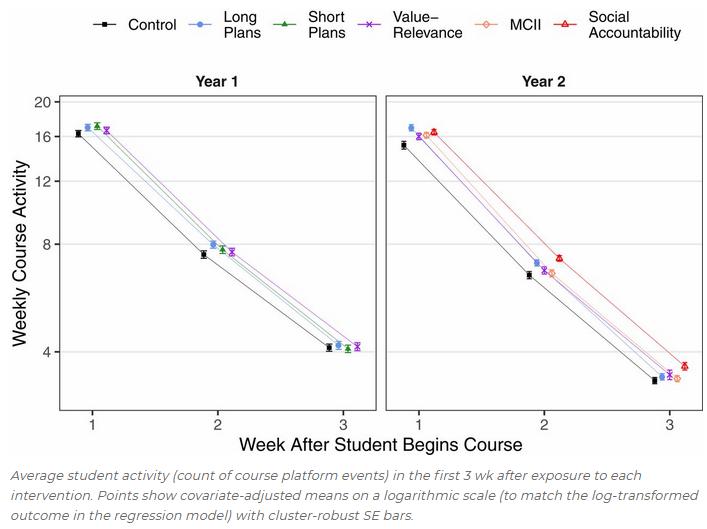 Control
Long
Plans
Short
Plans
Value−
Relevance
MCII
Social
Accountability
Year 1
Year 2
Weekly Course Activity
20
16
12
8
4
1
2
3
1
2
3
Week After Student Begins Course
Average student activity (count of course platform events) in the first 3 wk after exposure to each
intervention. Points show covariate-adjusted means on a logarithmic scale (to match the log-transformed
outcome in the regression model) with cluster-robust SE bars.